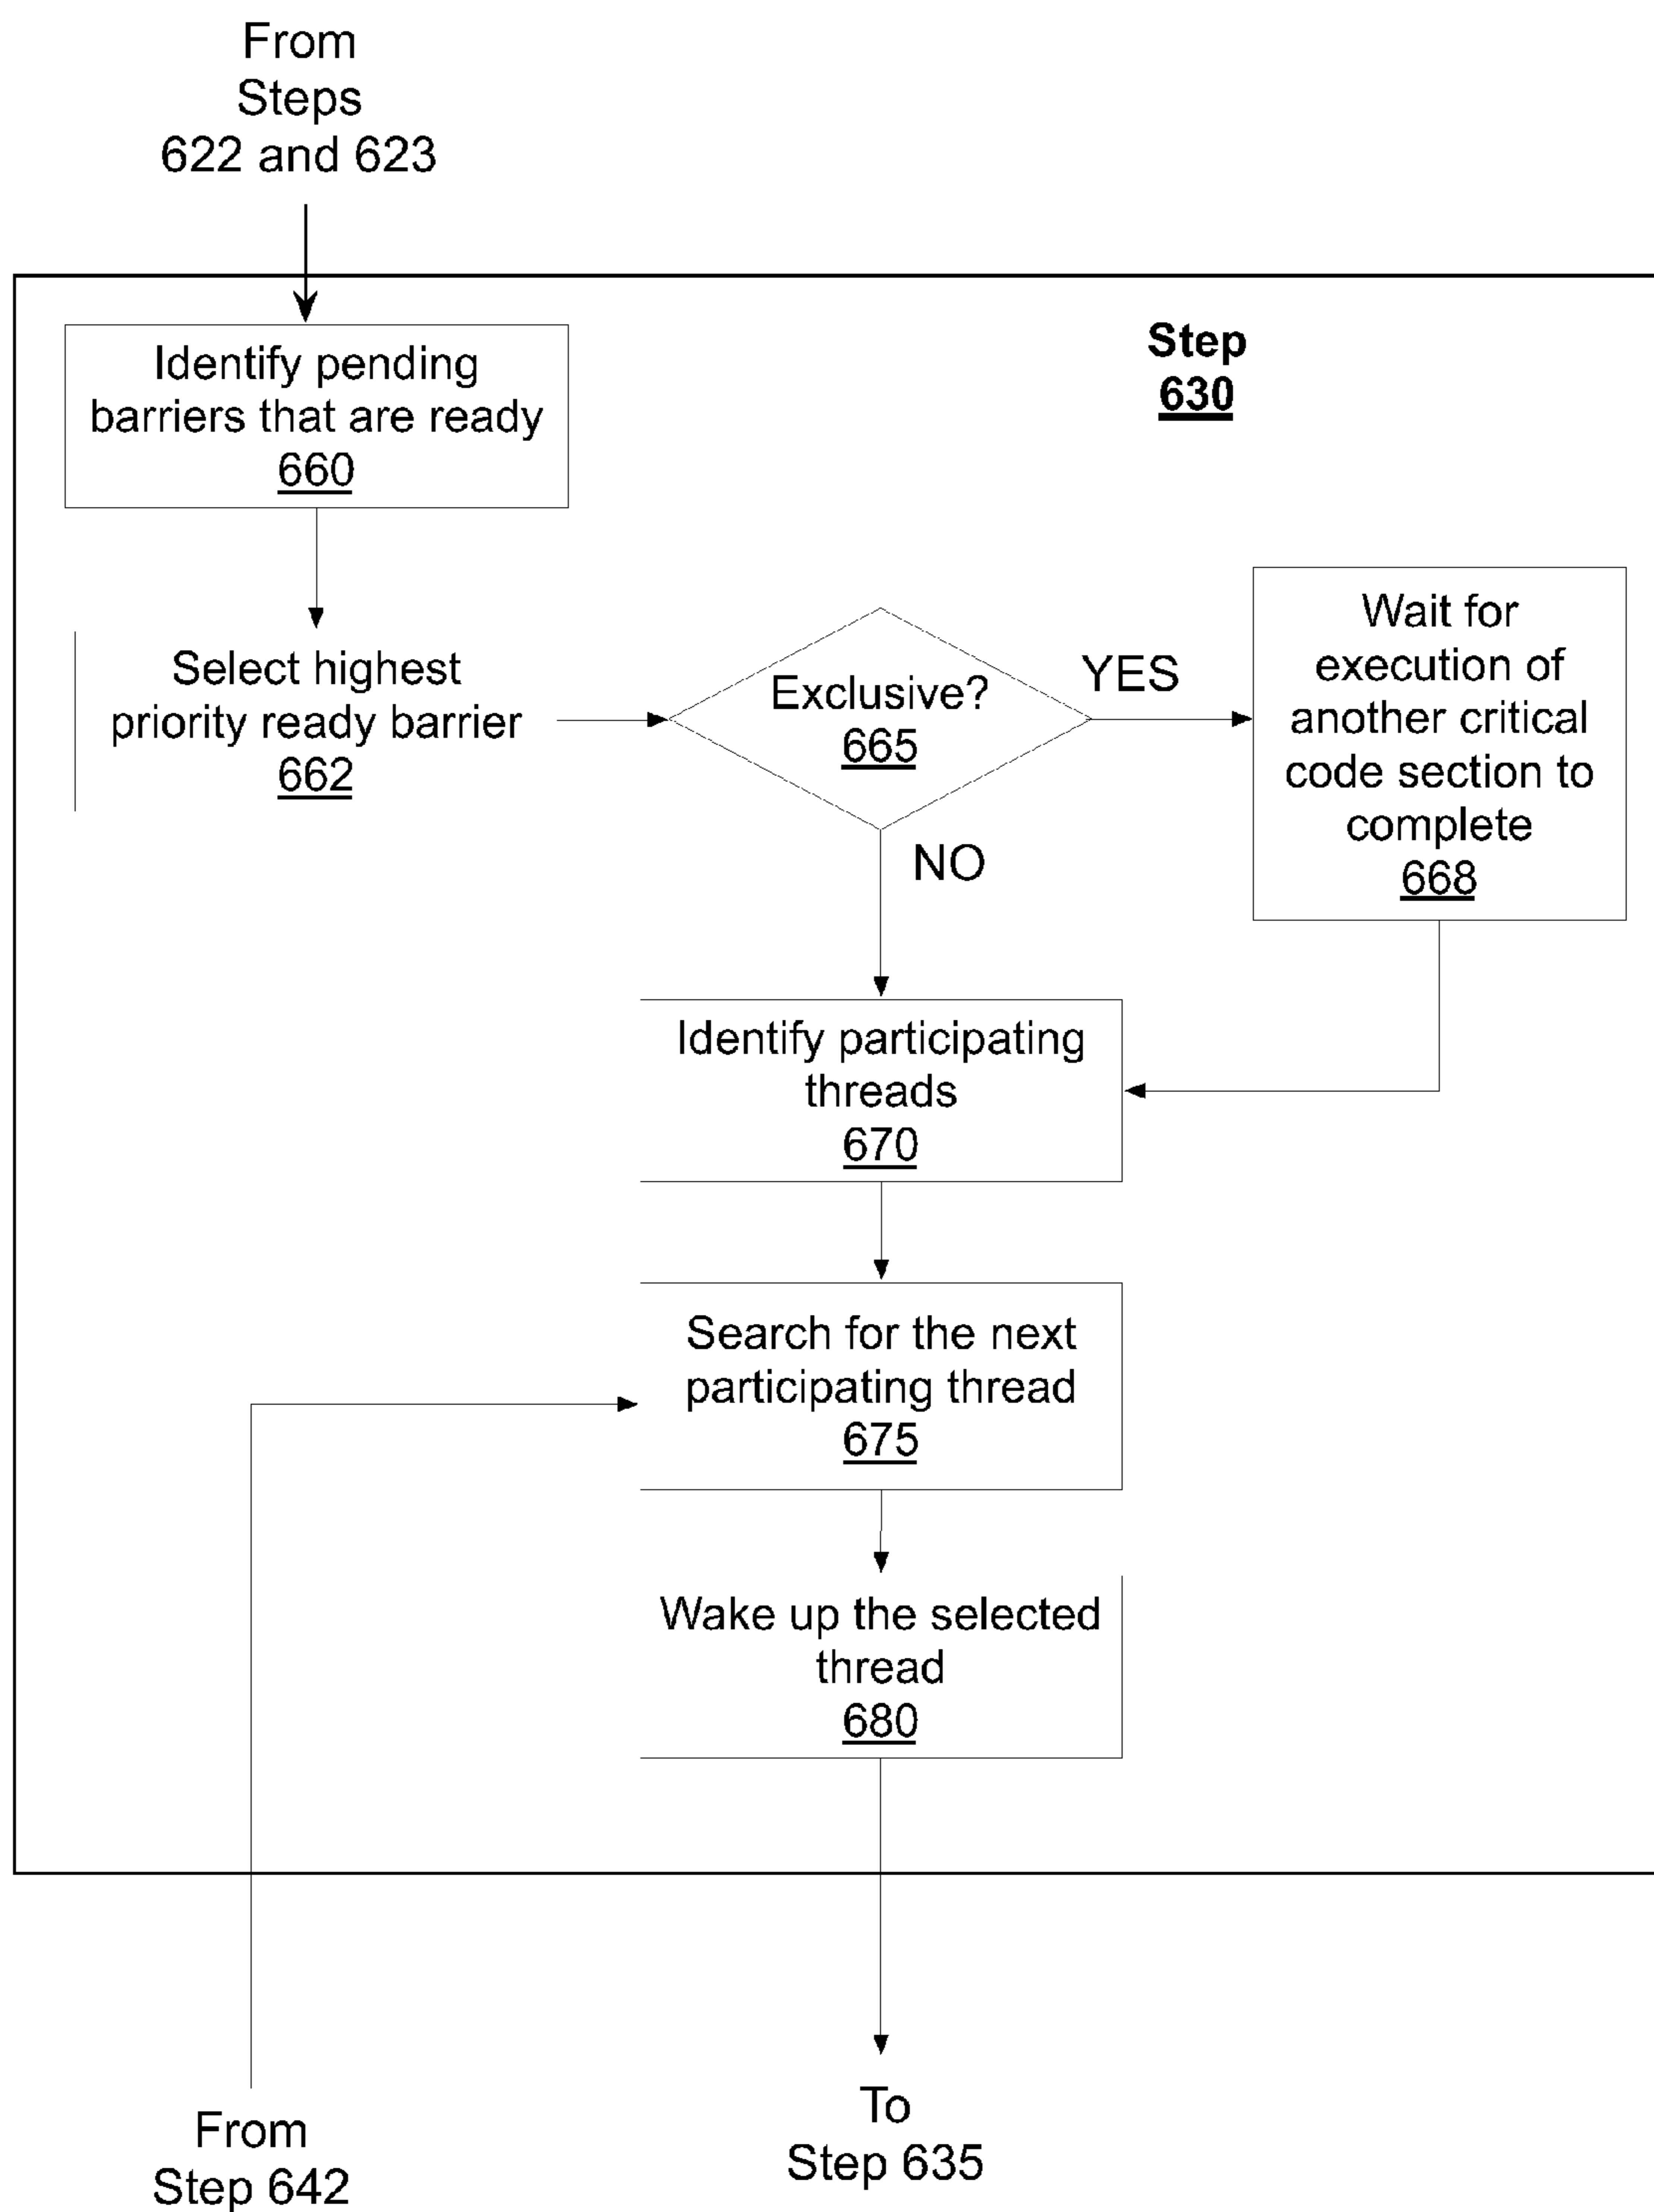 From
Steps
622 and 623
Step
630
Identify pending
barriers that are ready
660
Select highest
priority ready barrier
662
Exclusive?
665
YES
NO
Wait for
execution of
another critical
code section to
complete
668
Identify participating
threads
670
Search for the next
participating thread
675
Wake up the selected
thread
680
From
Step 642
To
Step 635